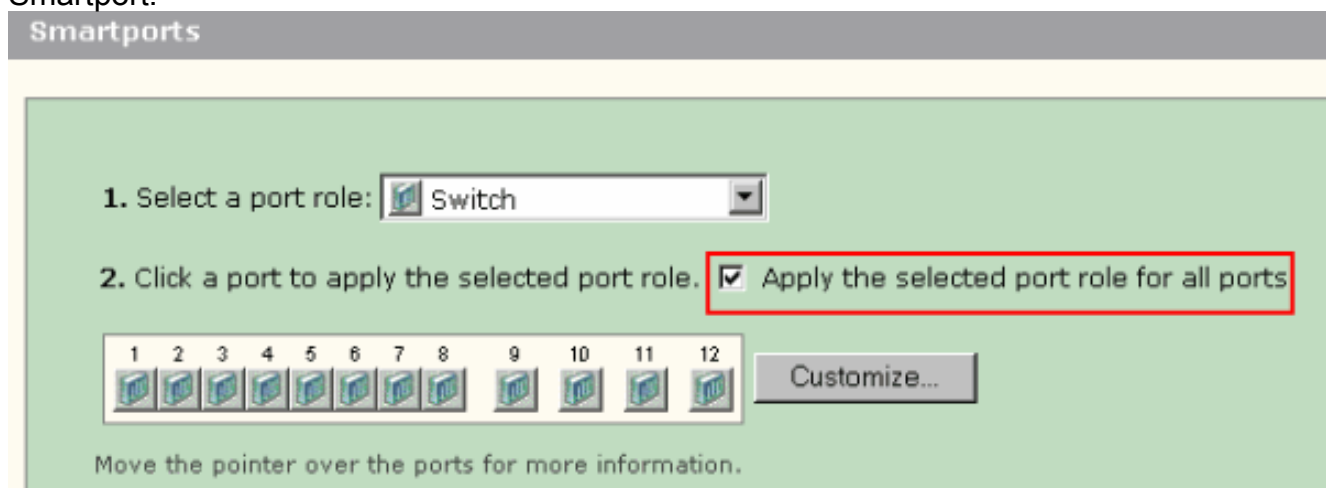 Smartport.
Smartports
1. Select a port role: Switch
2. Click a port to apply the selected port role. Apply the selected port role for all ports
1 2 3 4 5 6 7 8 9 10 11 12
Customize...
Move the pointer over the ports for more information.